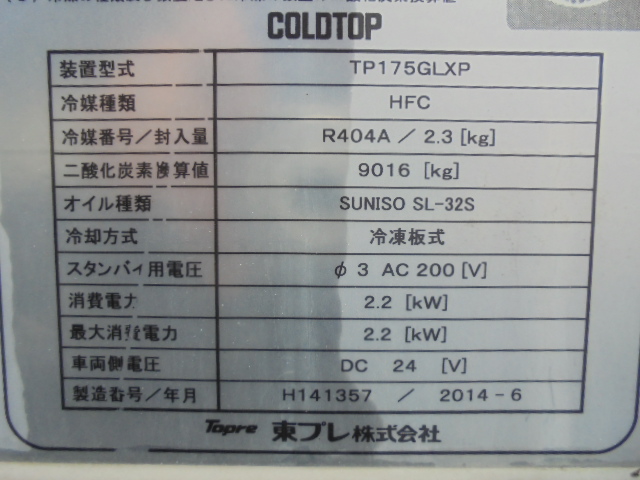 COLDTOP
装置型式 TP175GLXP
冷媒種類 HFC
冷媒番号／封入量 R404A / 2.3 [kg]
二酸化炭素換算値 9016 [kg]
オイル種類 SUNISO SL-32S
冷却方式 冷凍板式
スタンバイ用電圧 φ3 AC 200 [V]
消費電力 2.2 [kW]
最大消費電力 2.2 [kW]
車両側電圧 DC 24 [V]
製造番号／年月 H141357 / 2014-6
Topre 東プレ株式会社